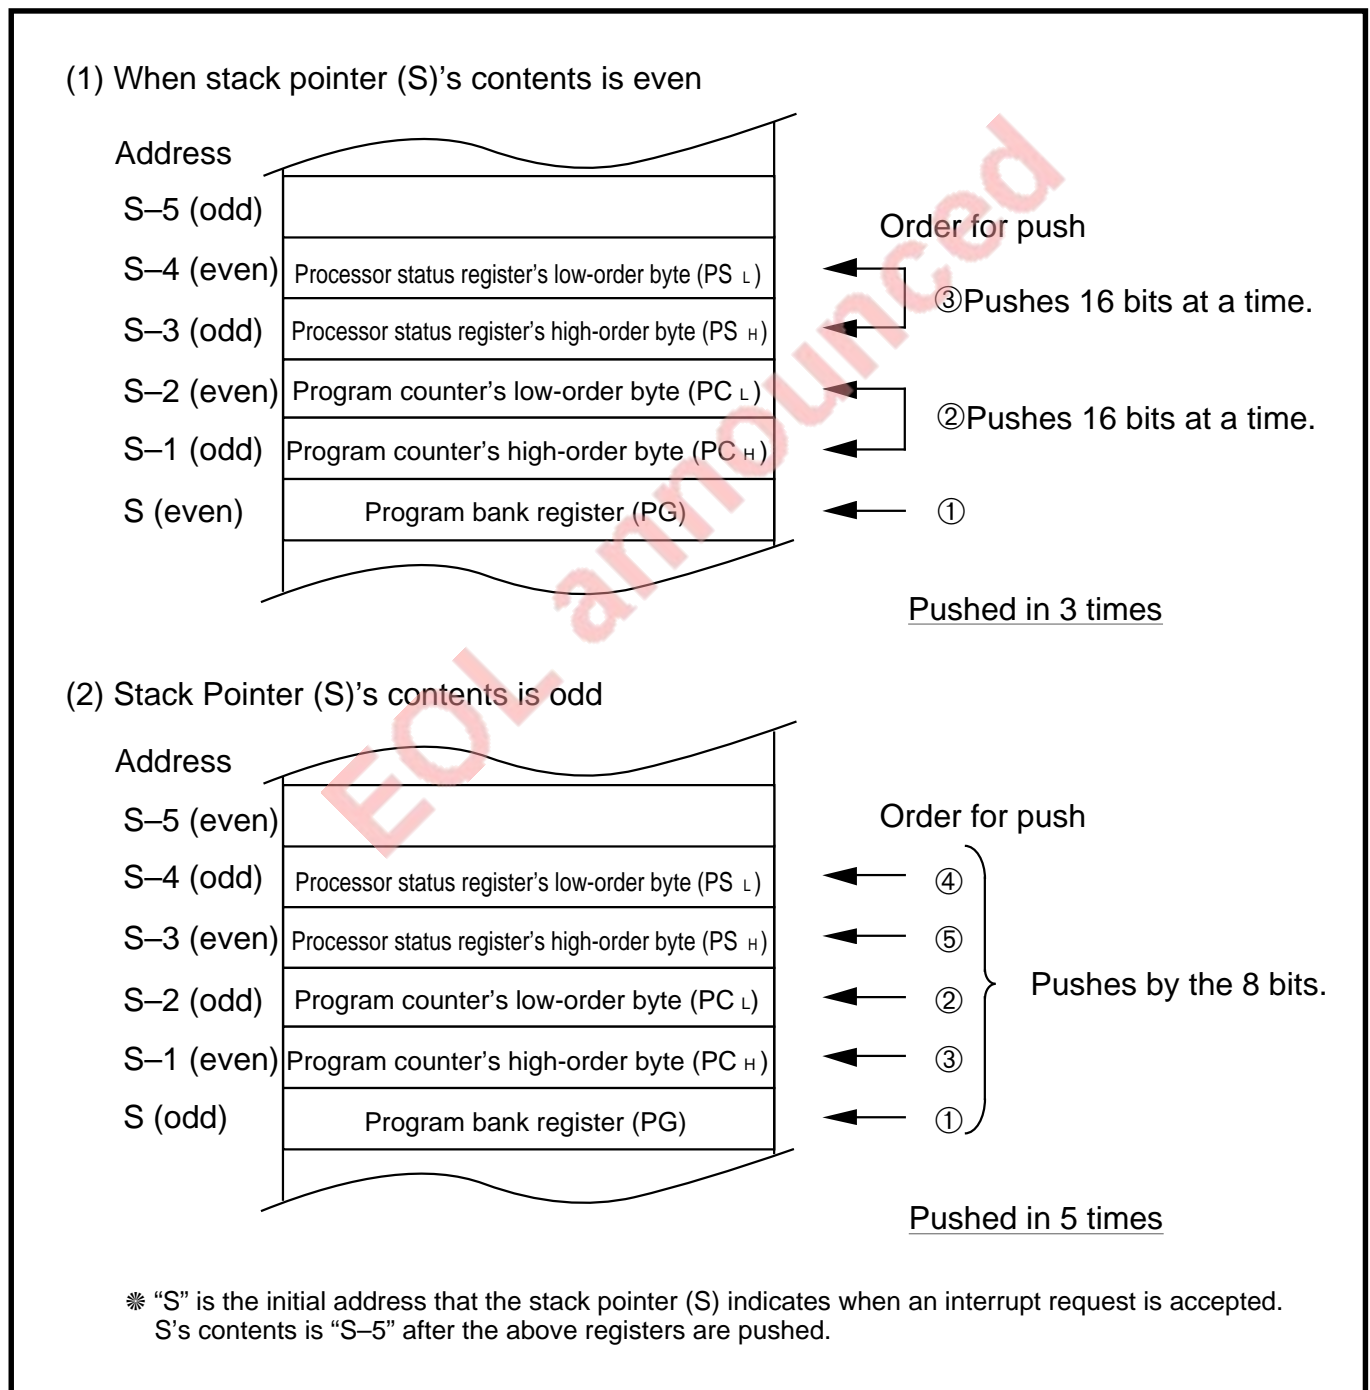 (1) When stack pointer (S)’s contents is even
Address
S–5 (odd)
Order for push
S–4 (even) Processor status register’s low-order byte (PS L)
③Pushes 16 bits at a time.
S–3 (odd) Processor status register’s high-order byte (PS H)
S–2 (even) Program counter’s low-order byte (PC L)
②Pushes 16 bits at a time.
S–1 (odd) Program counter’s high-order byte (PC H)
S (even) Program bank register (PG) ①
Pushed in 3 times
(2) Stack Pointer (S)’s contents is odd
Address
S–5 (even) Order for push
S–4 (odd) Processor status register’s low-order byte (PS L) ④
S–3 (even) Processor status register’s high-order byte (PS H) ⑤
Pushes by the 8 bits.
S–2 (odd) Program counter’s low-order byte (PC L) ②
S–1 (even) Program counter’s high-order byte (PC H) ③
S (odd) Program bank register (PG) ①
Pushed in 5 times
❋ “S” is the initial address that the stack pointer (S) indicates when an interrupt request is accepted.
S’s contents is “S–5” after the above registers are pushed.
EOL announced